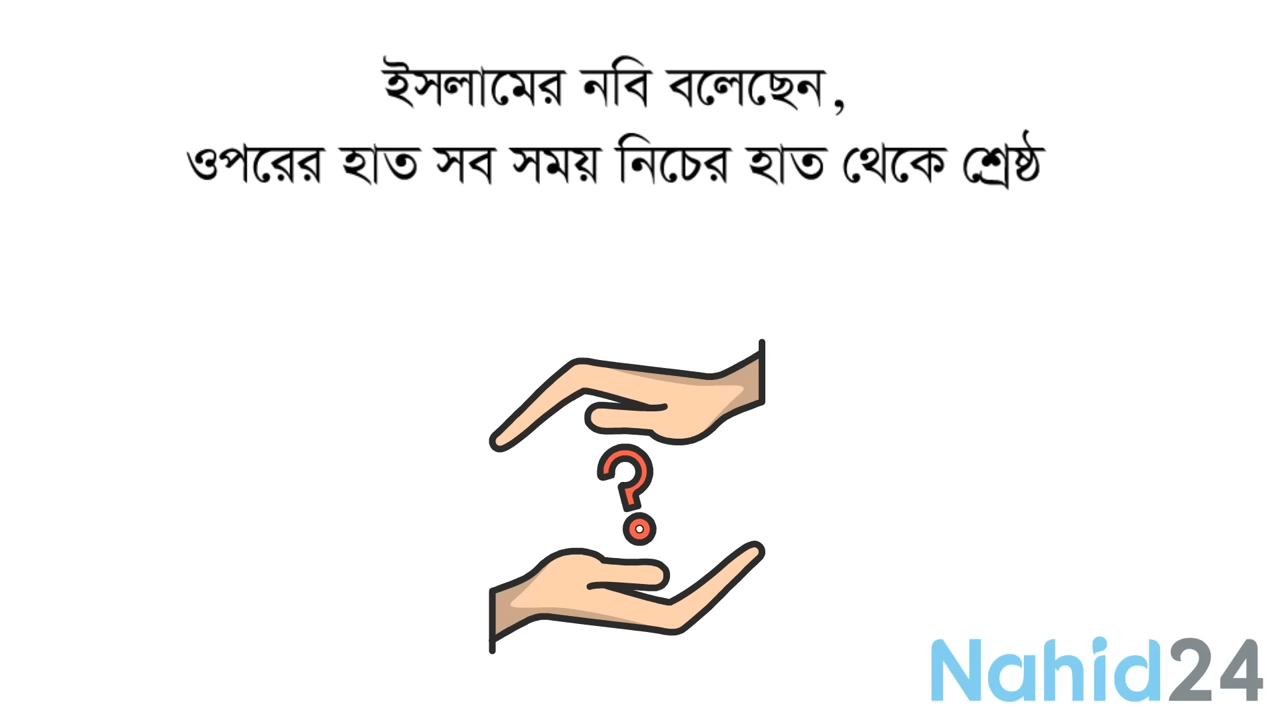 ইসলামের নবি বলেছেন,
ওপরের হাত সব সময় নিচের হাত থেকে শ্রেষ্ঠ
?
Nahid24